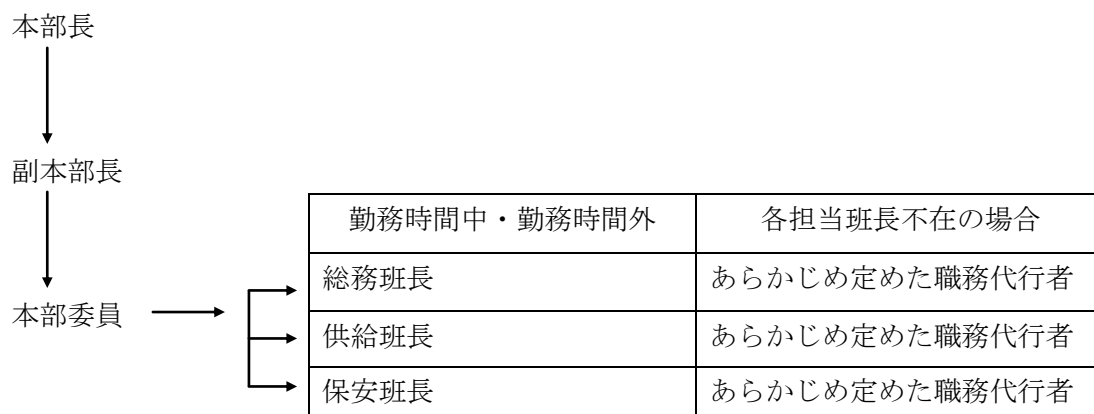 本部長
副本部長
本部委員
勤務時間中・勤務時間外 各担当班長不在の場合
総務班長 あらかじめ定めた職務代行者
供給班長 あらかじめ定めた職務代行者
保安班長 あらかじめ定めた職務代行者